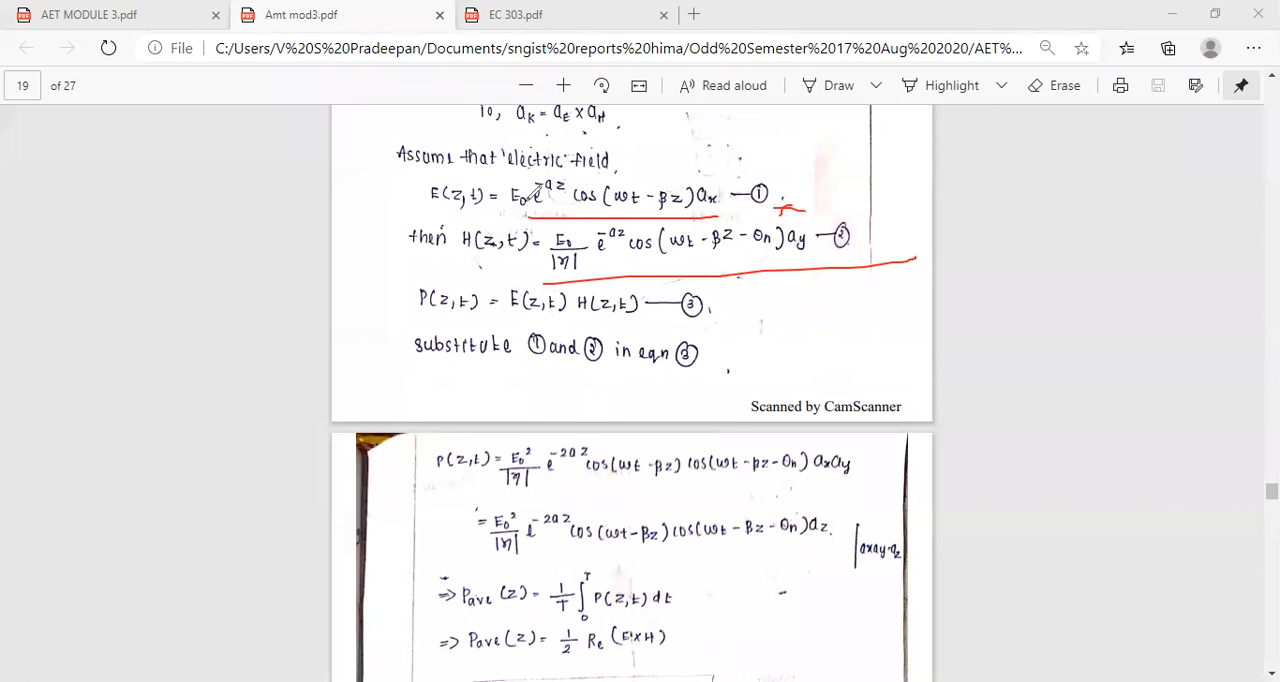 AET MODULE 3.pdf
Amt mod3.pdf
EC 303.pdf
File
C:/Users/V%20S%20Pradeepan/Documents/sngist%20reports%20hima/Odd%20Semester%2017%20Aug%202020/AET%...
19 of 27
Read aloud
Draw
Highlight
Erase
aK = aE x aH
Assume that electric field,
E(z,t) = E₀ e^-αz cos(ωt - βz) ax —①
then H(z,t) = E₀/|η| e^-αz cos(ωt - βz - θn) ay —②
P(z,t) = E(z,t) H(z,t) —③
substitute ① and ② in eqn ③
Scanned by CamScanner
P(z,t) = E₀²/|η| e^-2αz cos(ωt - βz) cos(ωt - βz - θn) ax ay
= E₀²/|η| e^-2αz cos(ωt - βz) cos(ωt - βz - θn) az.
ax ay = az
=> Pave (z) = 1/T ∫₀ᵀ P(z,t) dt
=> Pave (z) = 1/2 Re (E × H)